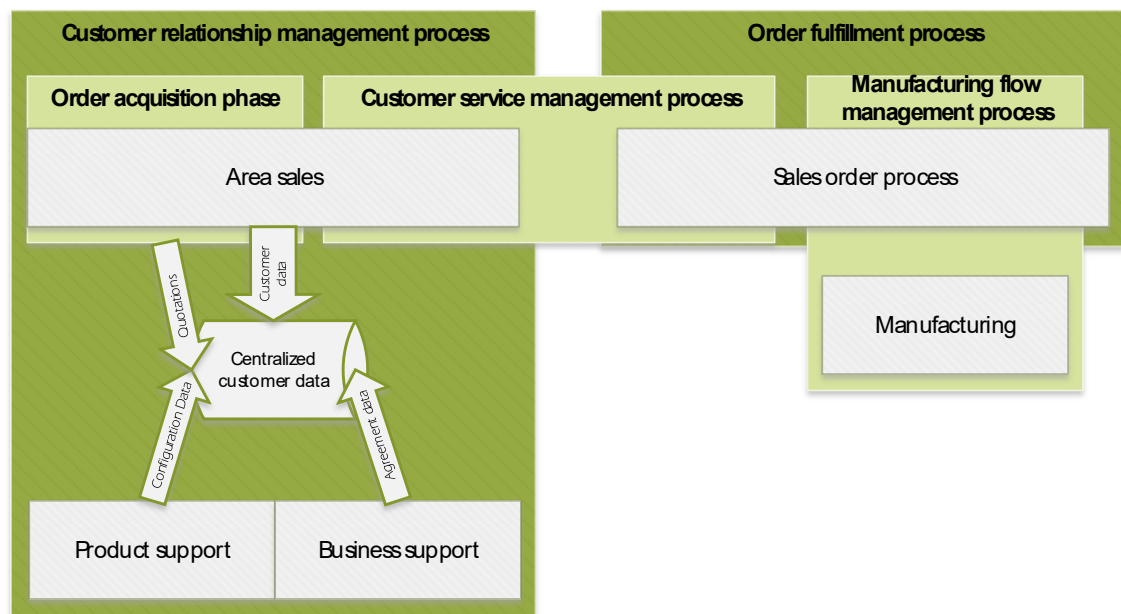 Customer relationship management process
Order fulfillment process
Order acquisition phase
Customer service management process
Manufacturing flow
management process
Area sales
Sales order process
Quotations
Customer
data
Manufacturing
Centralized
customer data
Configuration Data
Agreement data
Product support
Business support